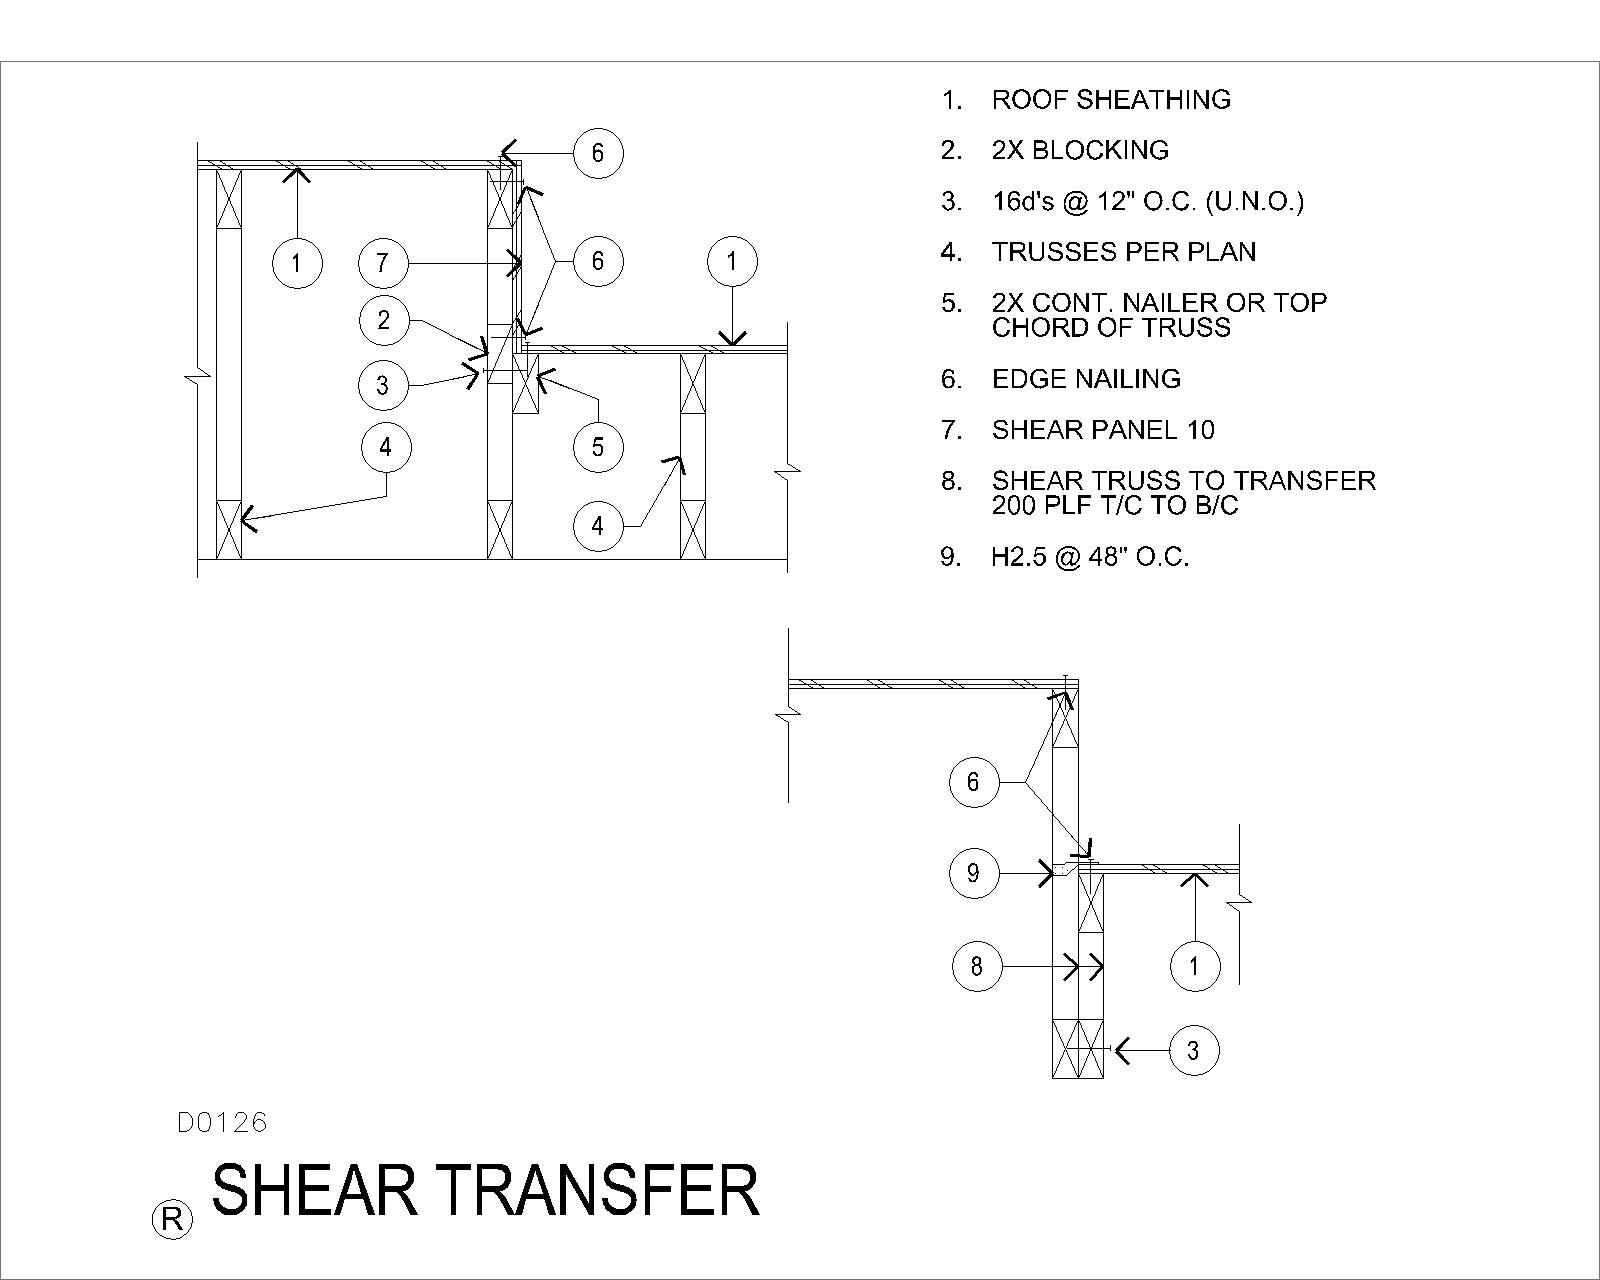 1. ROOF SHEATHING
2. 2X BLOCKING
3. 16d's @ 12" O.C. (U.N.O.)
4. TRUSSES PER PLAN
5. 2X CONT. NAILER OR TOP
CHORD OF TRUSS
6. EDGE NAILING
7. SHEAR PANEL 10
8. SHEAR TRUSS TO TRANSFER
200 PLF T/C TO B/C
9. H2.5 @ 48" O.C.
6
1
7
6
1
2
3
4
5
4
6
9
8
1
3
D0126
R SHEAR TRANSFER